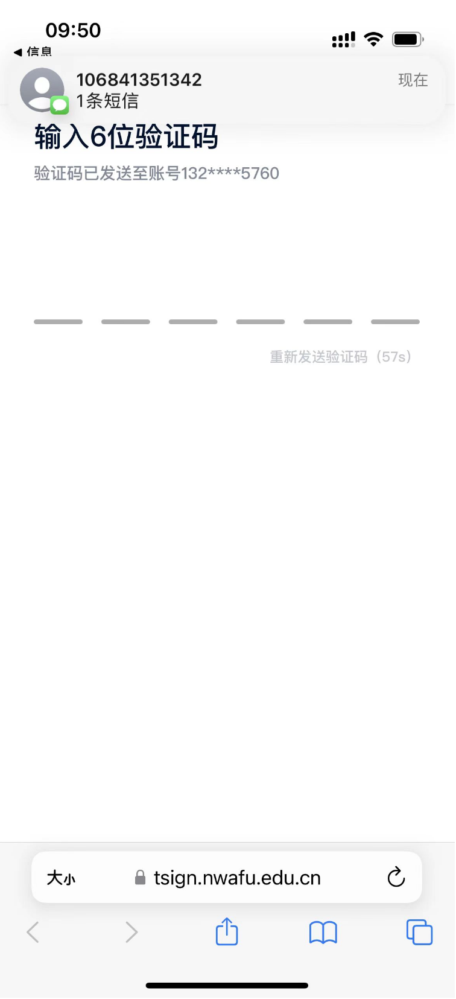 09:50
◀ 信息
106841351342
现在
1条短信
输入6位验证码
验证码已发送至账号132****5760
重新发送验证码（57s）
大小
tsign.nwafu.edu.cn